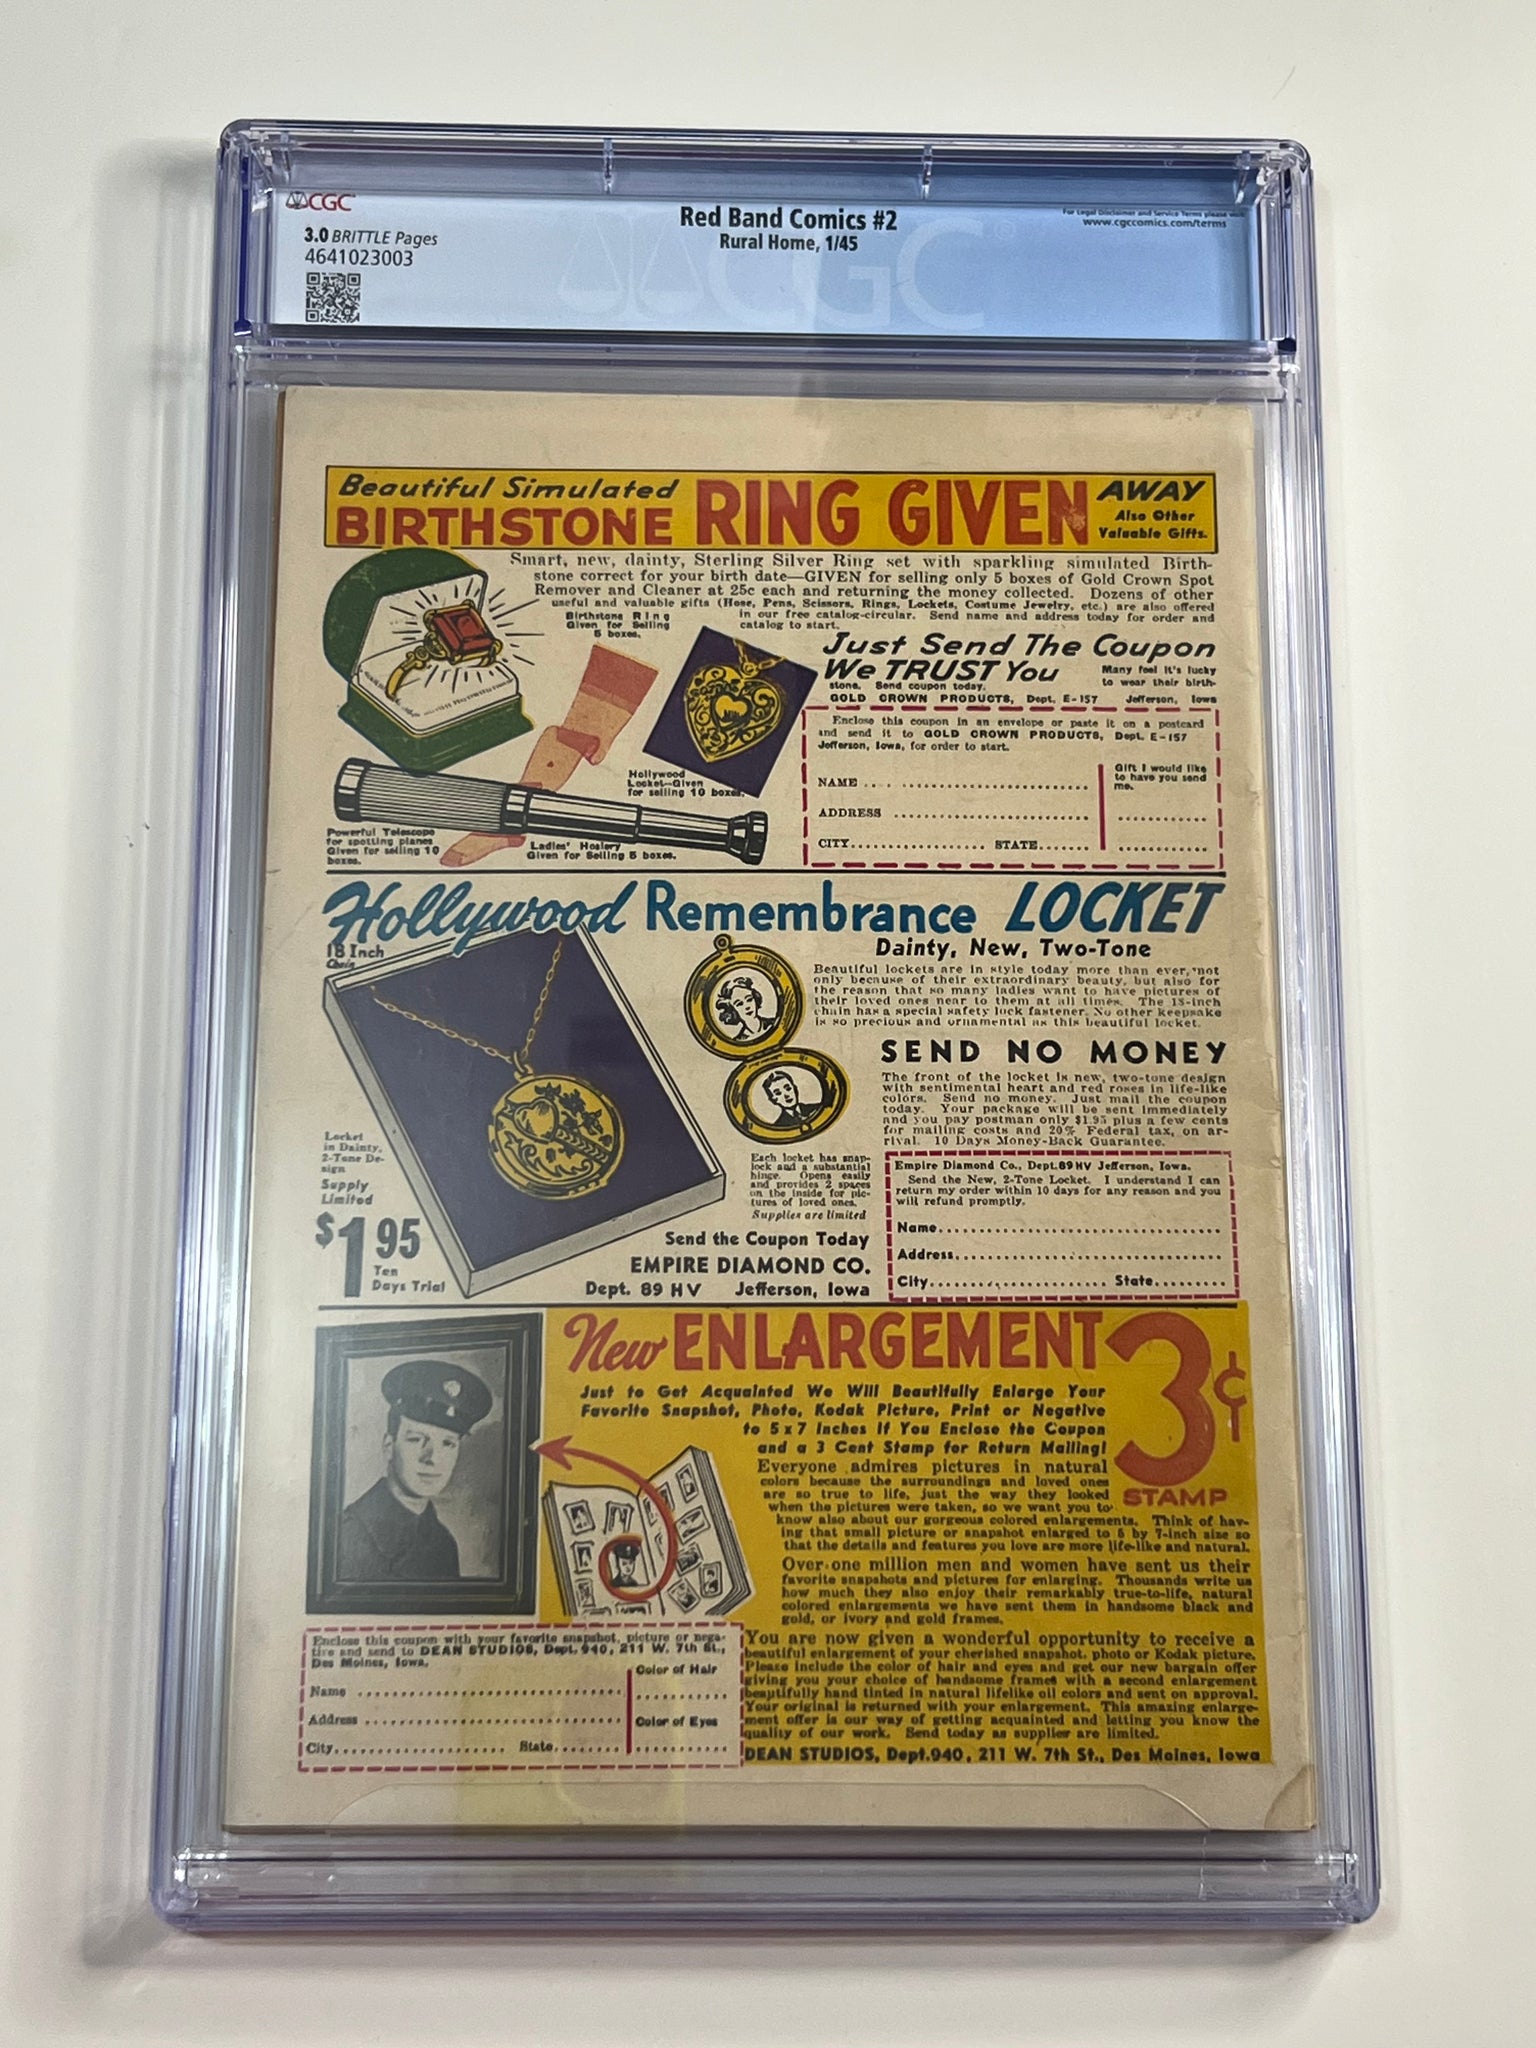 CGC
3.0 BRITTLE Pages
4641023003
Red Band Comics #2
Rural Home, 1/45
For Legal Disclaimer and Service Terms please visit
www.cgccomics.com/terms
CGC
Beautiful Simulated
BIRTHSTONE RING GIVEN AWAY
Also Other
Valuable Gifts.
Smart, new, dainty, Sterling Silver Ring set with sparkling simulated Birth-
stone correct for your birth date—GIVEN for selling only 5 boxes of Gold Crown Spot
Remover and Cleaner at 25c each and returning the money collected. Dozens of other
useful and valuable gifts (Hose, Pens, Scissors, Rings, Lockets, Costume Jewelry, etc.) are also offered
in our free catalog-circular. Send name and address today for order and
catalog to start.
Birthstone Ring
Given for Selling
5 boxes.
Just Send The Coupon
We TRUST You
Many feel it's lucky
to wear their birth-
stone. Send coupon today.
GOLD CROWN PRODUCTS, Dept. E-157 Jefferson, Iowa
Enclose this coupon in an envelope or paste it on a postcard
and send it to GOLD CROWN PRODUCTS, Dept. E-157
Jefferson, Iowa, for order to start.
NAME
ADDRESS
CITY STATE
Gift I would like
to have you send
me.
Hollywood
Locket—Given
for selling 10 boxes.
Powerful Telescope
for spotting planes
Given for selling 10
boxes.
Ladies' Hosiery
Given for Selling 5 boxes.
Hollywood Remembrance LOCKET
18 Inch
Chain
Dainty, New, Two-Tone
Beautiful lockets are in style today more than ever, not
only because of their extraordinary beauty, but also for
the reason that so many ladies want to have pictures of
their loved ones near to them at all times. The 18-inch
chain has a special safety lock fastener. No other keepsake
is so precious and ornamental as this beautiful locket.
SEND NO MONEY
The front of the locket is new, two-tone design
with sentimental heart and red roses in life-like
colors. Send no money. Just mail the coupon
today. Your package will be sent immediately
and you pay postman only $1.95 plus a few cents
for mailing costs and 20% Federal tax, on ar-
rival. 10 Days Money-Back Guarantee.
Locket
in Dainty,
2-Tone De-
sign
Supply
Limited
$1.95
Ten
Days Trial
Each locket has snap-
lock and a substantial
hinge. Opens easily
and provides 2 spaces
on the inside for pic-
tures of loved ones.
Supplies are limited
Send the Coupon Today
EMPIRE DIAMOND CO.
Dept. 89 HV Jefferson, Iowa
Empire Diamond Co., Dept. 89HV Jefferson, Iowa.
Send the New, 2-Tone Locket. I understand I can
return my order within 10 days for any reason and you
will refund promptly.
Name
Address
City State
New ENLARGEMENT 3¢
STAMP
Just to Get Acquainted We Will Beautifully Enlarge Your
Favorite Snapshot, Photo, Kodak Picture, Print or Negative
to 5 x 7 Inches if You Enclose the Coupon
and a 3 Cent Stamp for Return Mailing!
Everyone admires pictures in natural
colors because the surroundings and loved ones
are so true to life, just the way they looked
when the pictures were taken, so we want you to
know also about our gorgeous colored enlargements. Think of hav-
ing that small picture or snapshot enlarged to 5 by 7-inch size so
that the details and features you love are more life-like and natural.
Over one million men and women have sent us their
favorite snapshots and pictures for enlarging. Thousands write us
how much they also enjoy their remarkably true-to-life, natural
colored enlargements we have sent them in handsome black and
gold, or ivory and gold frames.
You are now given a wonderful opportunity to receive a
beautiful enlargement of your cherished snapshot, photo or Kodak picture.
Please include the color of hair and eyes and get our new bargain offer
giving you your choice of handsome frames with a second enlargement
beautifully hand tinted in natural lifelike oil colors and sent on approval.
Your original is returned with your enlargement. This amazing enlarge-
ment offer is our way of getting acquainted and letting you know the
quality of our work. Send today as supplies are limited.
DEAN STUDIOS, Dept. 940, 211 W. 7th St., Des Moines, Iowa
Enclose this coupon with your favorite snapshot, picture or nega-
tive and send to DEAN STUDIOS, Dept. 940, 211 W. 7th St.,
Des Moines, Iowa.
Name
Address
City State
Color of Hair
Color of Eyes